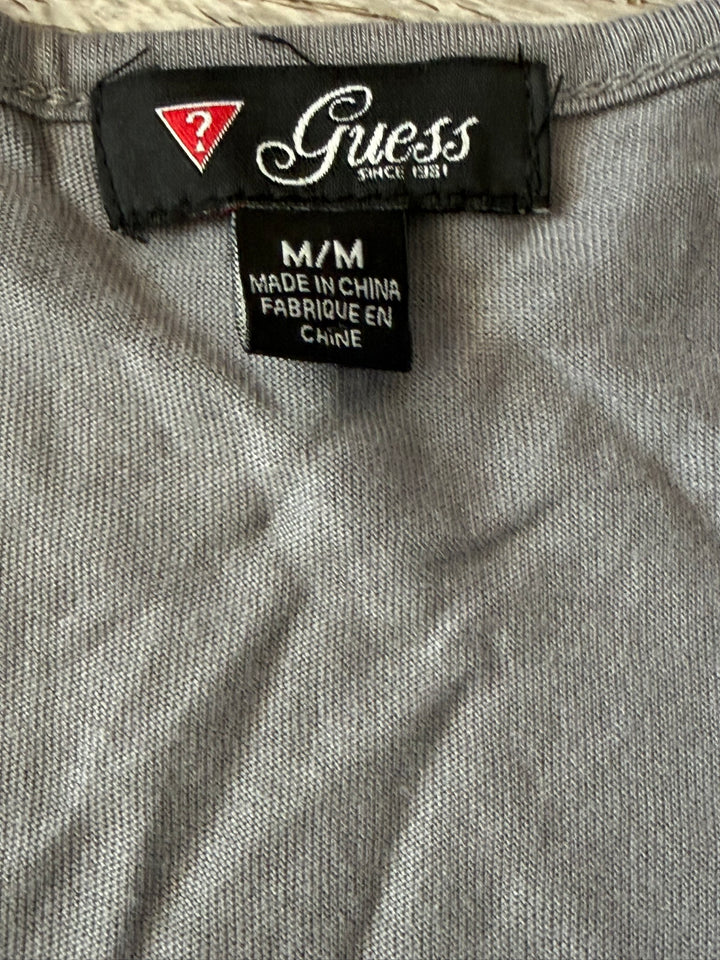 ?
Guess
SINCE 1981
M/M
MADE IN CHINA
FABRIQUE EN
CHINE